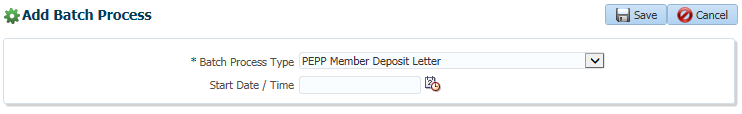 Add Batch Process
Save
Cancel
* Batch Process Type PEPP Member Deposit Letter
Start Date / Time